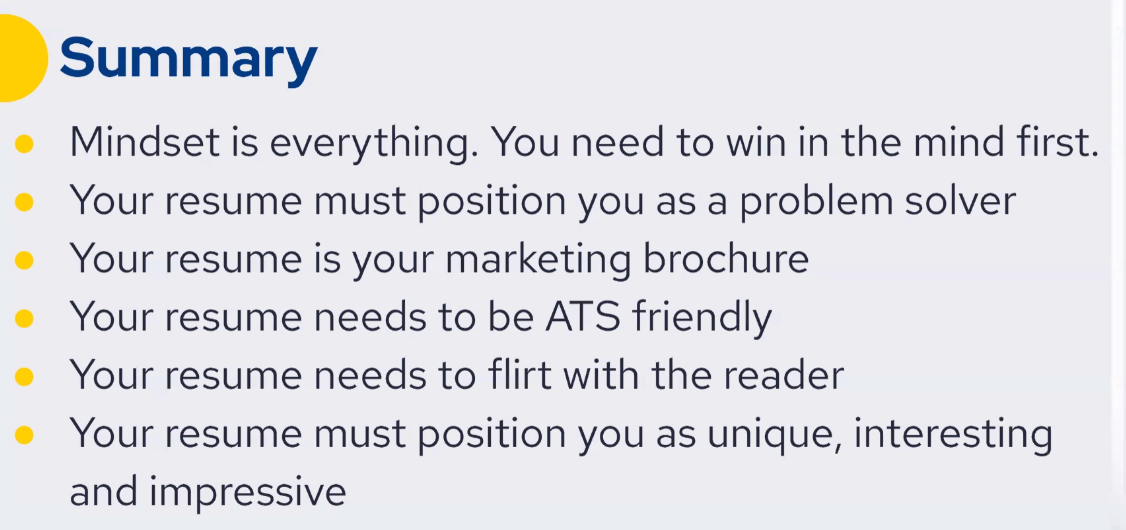 Summary
Mindset is everything. You need to win in the mind first.
Your resume must position you as a problem solver
Your resume is your marketing brochure
Your resume needs to be ATS friendly
Your resume needs to flirt with the reader
Your resume must position you as unique, interesting
and impressive